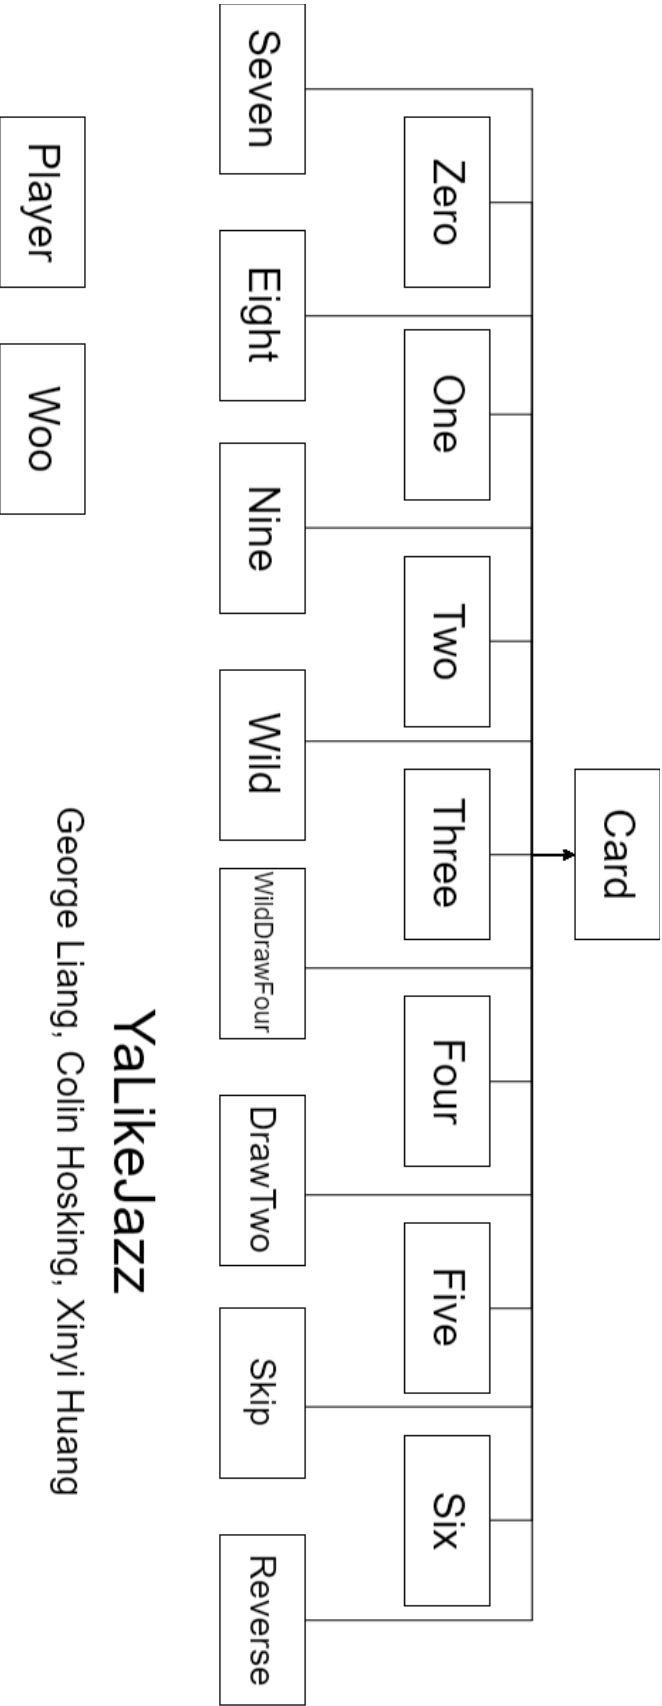 Card
Zero
One
Two
Three
Four
Five
Six
Seven
Eight
Nine
Wild
WildDrawFour
DrawTwo
Skip
Reverse
YaLikeJazz
George Liang, Colin Hosking, Xinyi Huang
Player
Woo